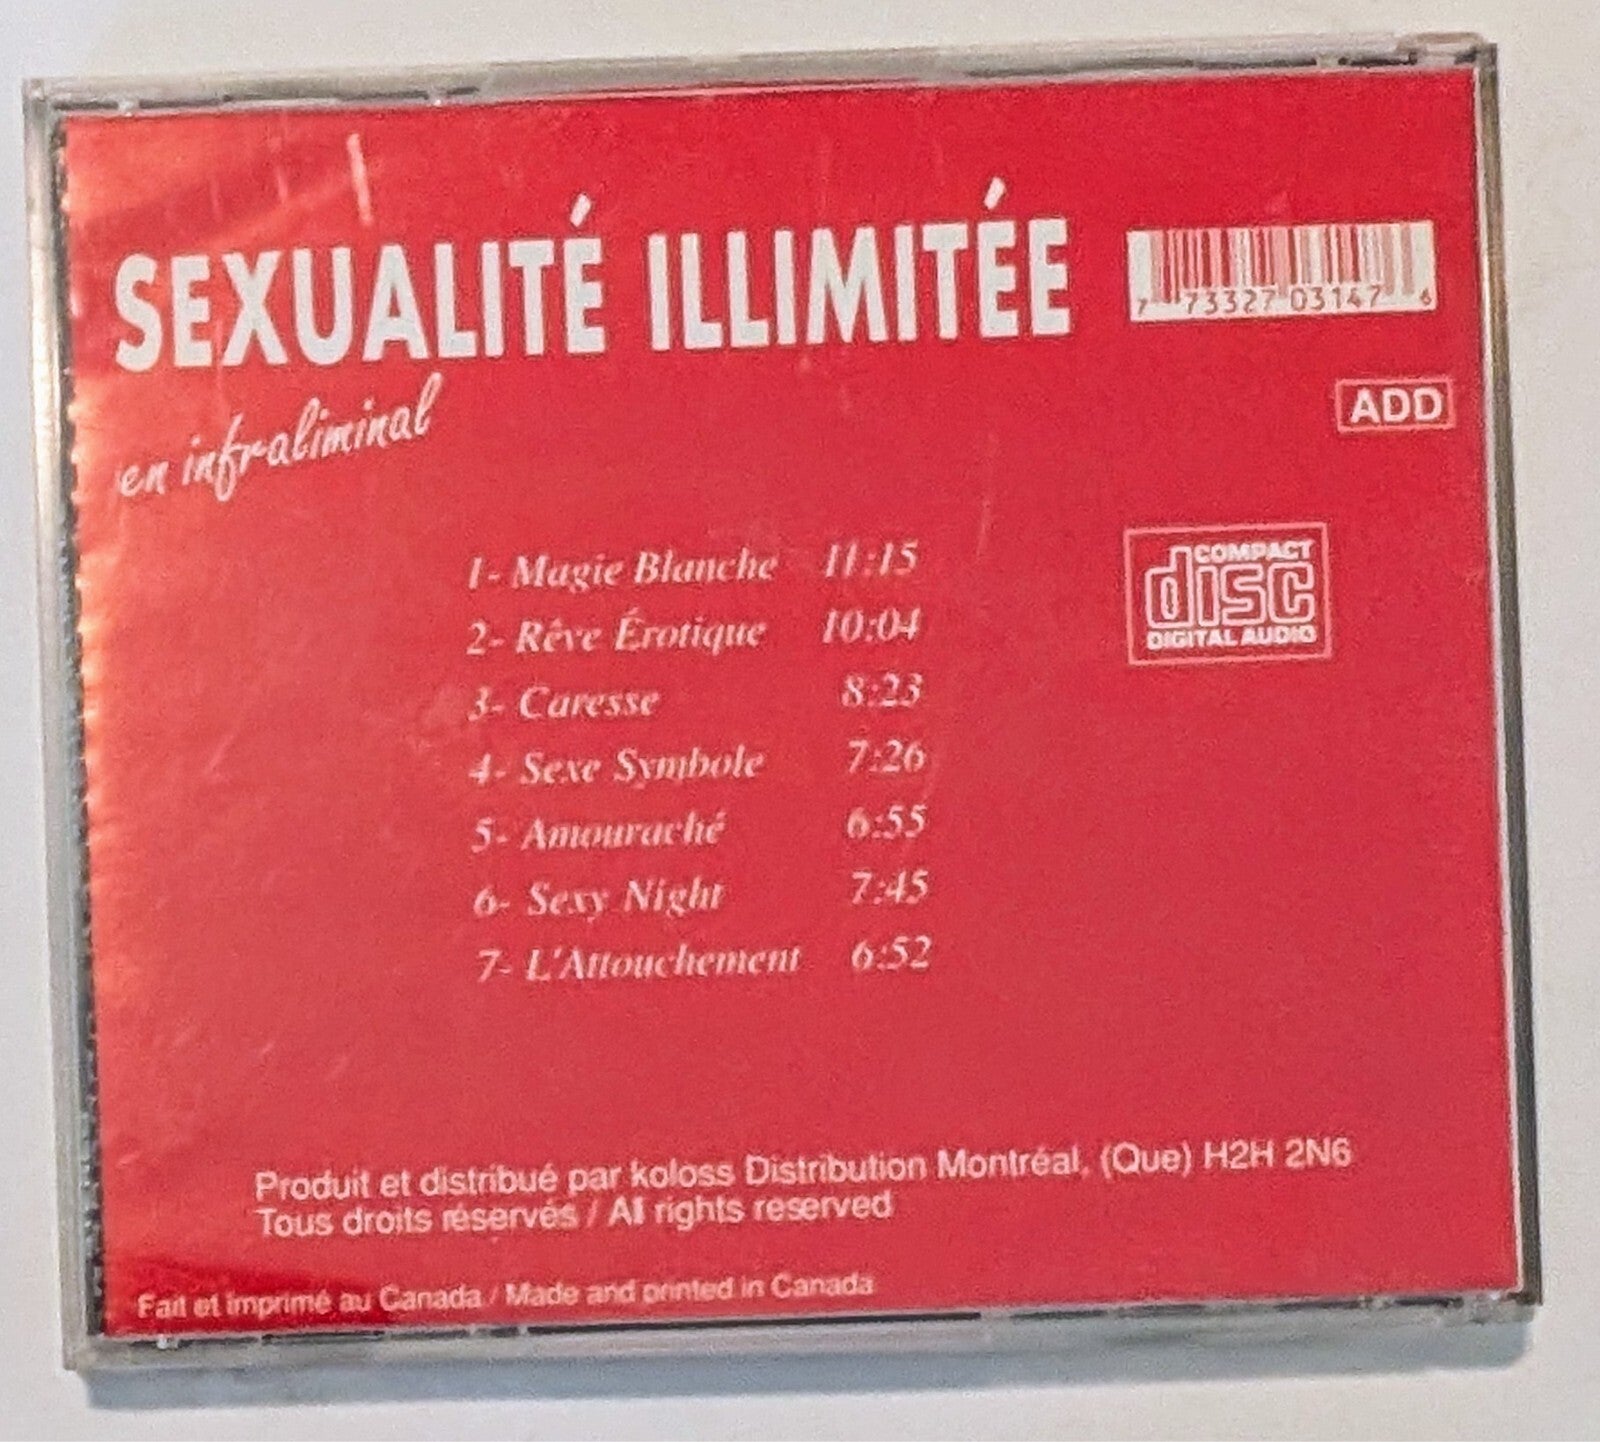 SEXUALITÉ ILLIMITÉE
en infraliminal
7 73327 03147 6
ADD
COMPACT
disc
DIGITAL AUDIO
1- Magie Blanche 11:15
2- Rêve Érotique 10:04
3- Caresse 8:23
4- Sexe Symbole 7:26
5- Amouraché 6:55
6- Sexy Night 7:45
7- L'Attouchement 6:52
Produit et distribué par koloss Distribution Montréal, (Que) H2H 2N6
Tous droits réservés / All rights reserved
Fait et imprimé au Canada / Made and printed in Canada